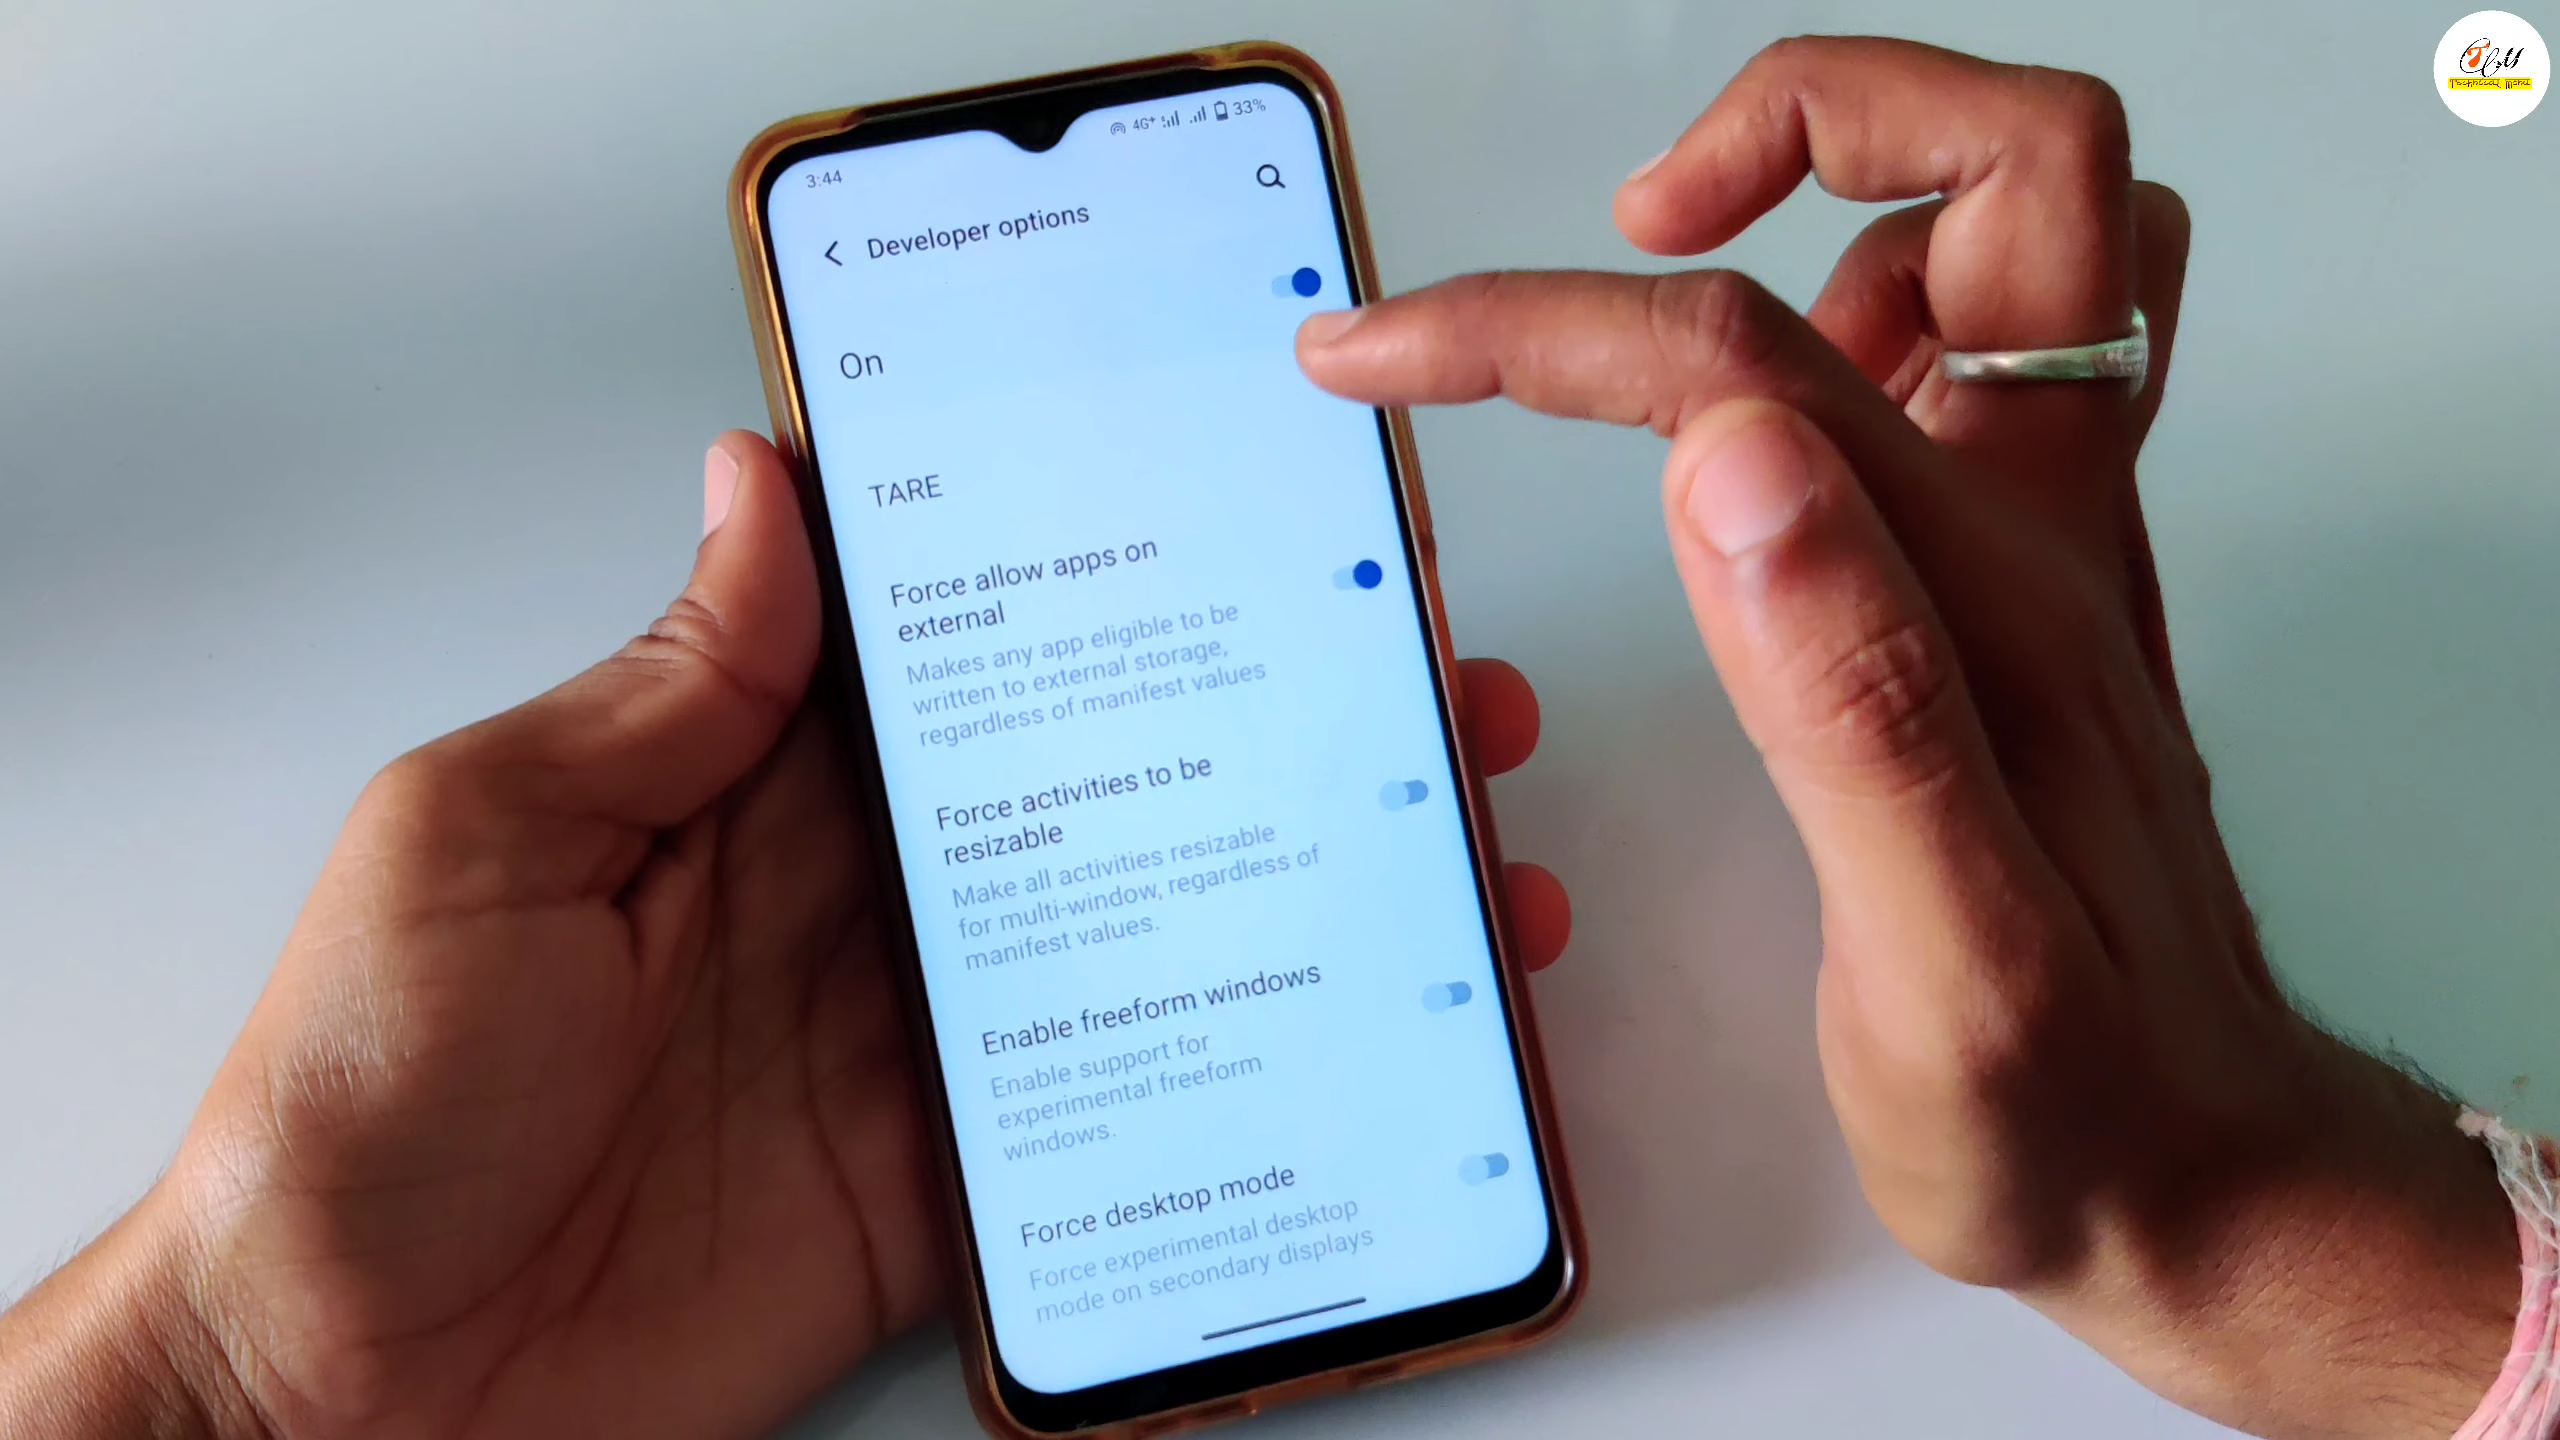 3:44
4G+
33%
Developer options
On
TARE
Force allow apps on
external
Makes any app eligible to be
written to external storage,
regardless of manifest values
Force activities to be
resizable
Make all activities resizable
for multi-window, regardless of
manifest values.
Enable freeform windows
Enable support for
experimental freeform
windows.
Force desktop mode
Force experimental desktop
mode on secondary displays